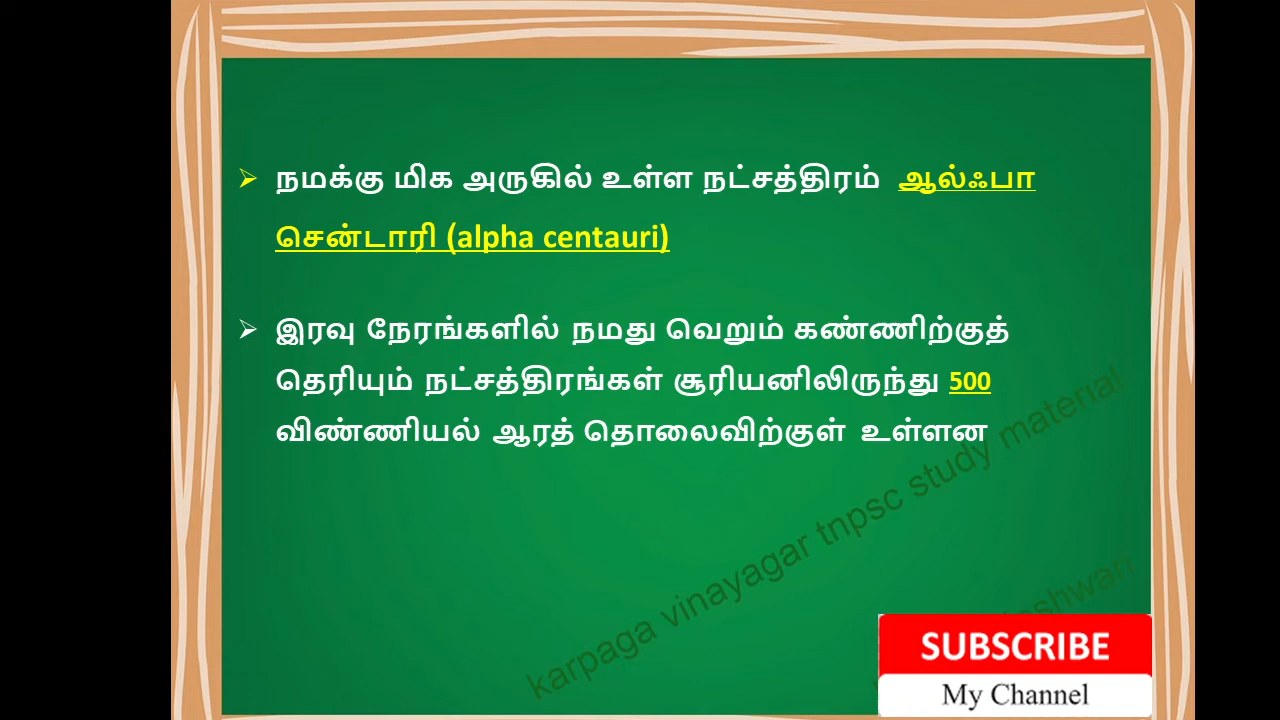 நமக்கு மிக அருகில் உள்ள நட்சத்திரம் ஆல்ஃபா
சென்டாரி (alpha centauri)
இரவு நேரங்களில் நமது வெறும் கண்ணிற்குத்
தெரியும் நட்சத்திரங்கள் சூரியனிலிருந்து 500
விண்ணியல் ஆரத் தொலைவிற்குள் உள்ளன
karpaga vinayagar tnpsc study material
SUBSCRIBE
My Channel